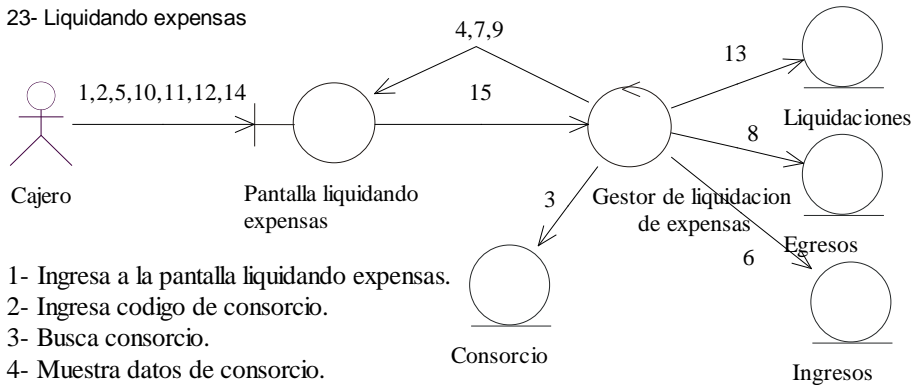 23- Liquidando expensas
4,7,9
13
1,2,5,10,11,12,14
15
Liquidaciones
8
Cajero
Pantalla liquidando
expensas
3
Gestor de liquidacion
de expensas
Egresos
6
1- Ingresa a la pantalla liquidando expensas.
2- Ingresa codigo de consorcio.
3- Busca consorcio.
4- Muestra datos de consorcio.
Consorcio
Ingresos